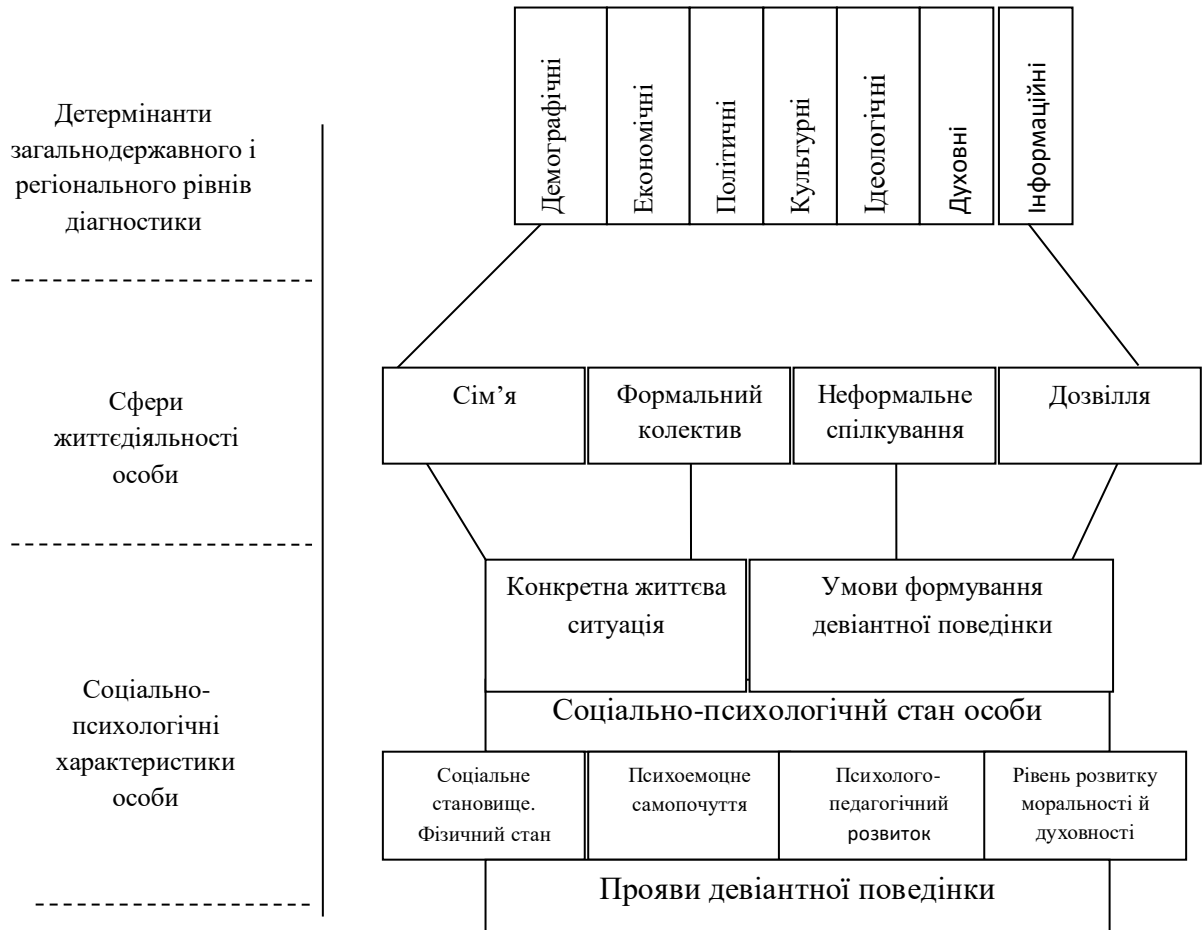 Детермінанти
загальнодержавного і
регіонального рівнів
діагностики
Демографічні
Економічні
Політичні
Культурні
Ідеологічні
Духовні
Інформаційні
Сфери
життєдіяльності
особи
Сім’я
Формальний
колектив
Неформальне
спілкування
Дозвілля
Соціально-
психологічні
характеристики
особи
Конкретна життєва
ситуація
Умови формування
девіантної поведінки
Соціально-психологічнй стан особи
Соціальне
становище.
Фізичний стан
Психоемоцне
самопочуття
Психолого-
педагогічний
розвиток
Рівень розвитку
моральності й
духовності
Прояви девіантної поведінки